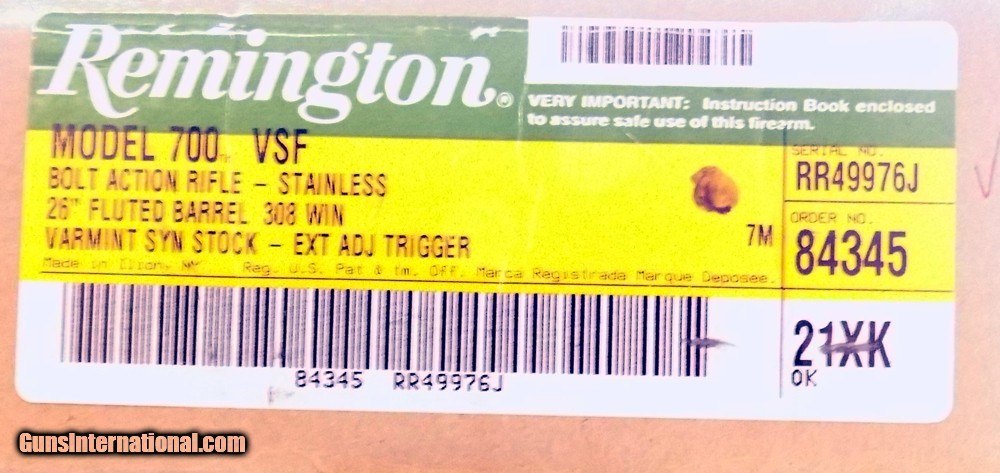 Remington®
VERY IMPORTANT: Instruction Book enclosed
to assure safe use of this firearm.
MODEL 700™ VSF
BOLT ACTION RIFLE – STAINLESS
26" FLUTED BARREL 308 WIN
VARMINT SYN STOCK – EXT ADJ TRIGGER
7M
Made in Ilion, NY Reg. U.S. Pat & tm. Off. Marca Registrada Marque Deposee.
SERIAL NO.
RR49976J
ORDER NO.
84345
21XK
OK
84345 RR49976J
GunsInternational.com